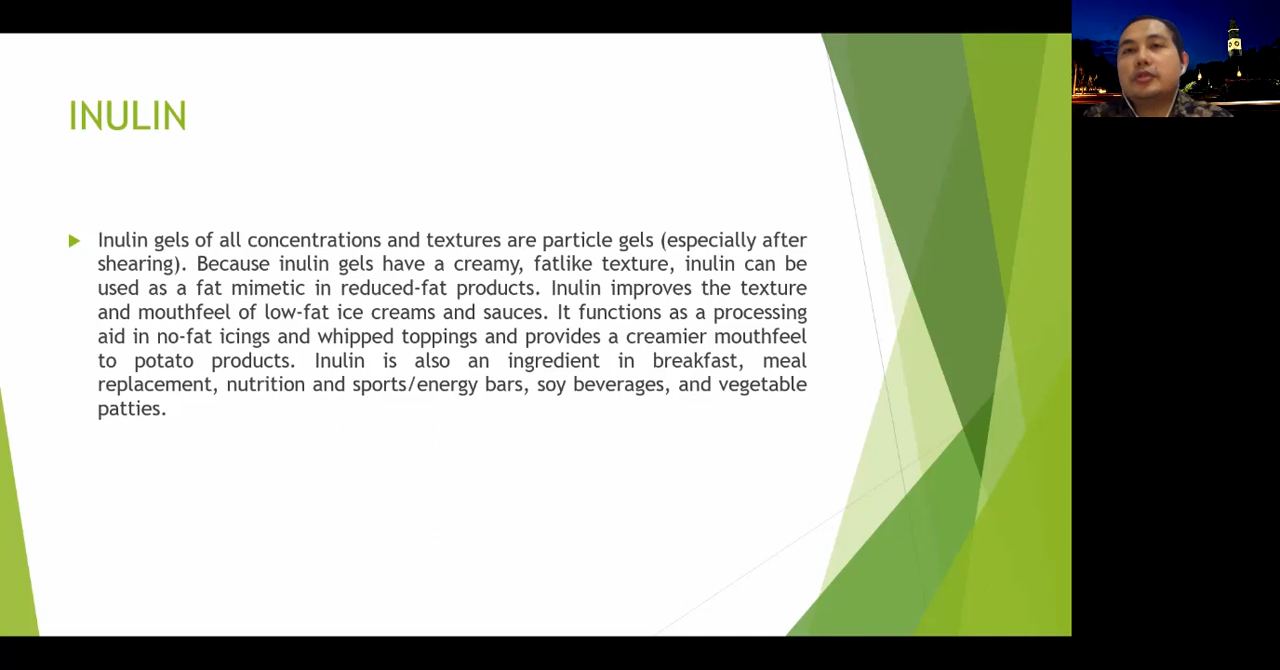 INULIN
Inulin gels of all concentrations and textures are particle gels (especially after
shearing). Because inulin gels have a creamy, fatlike texture, inulin can be
used as a fat mimetic in reduced-fat products. Inulin improves the texture
and mouthfeel of low-fat ice creams and sauces. It functions as a processing
aid in no-fat icings and whipped toppings and provides a creamier mouthfeel
to potato products. Inulin is also an ingredient in breakfast, meal
replacement, nutrition and sports/energy bars, soy beverages, and vegetable
patties.